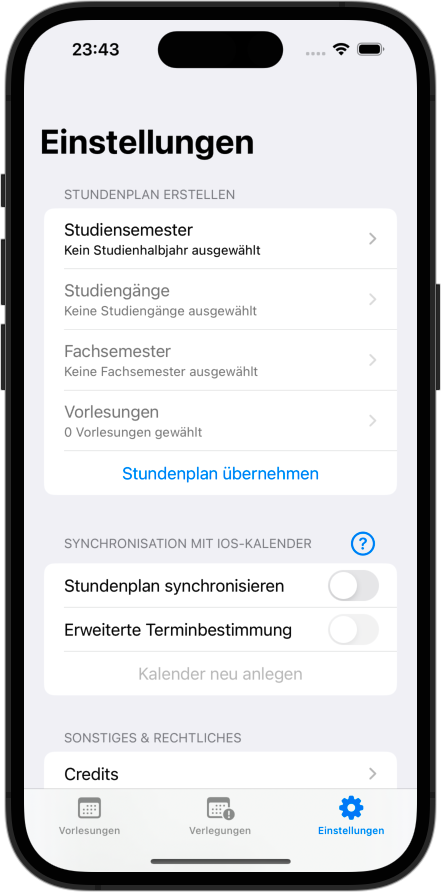 23:43
Einstellungen
STUNDENPLAN ERSTELLEN
Studiensemester
Kein Studienhalbjahr ausgewählt
Studiengänge
Keine Studiengänge ausgewählt
Fachsemester
Keine Fachsemester ausgewählt
Vorlesungen
0 Vorlesungen gewählt
Stundenplan übernehmen
SYNCHRONISATION MIT IOS-KALENDER ?
Stundenplan synchronisieren
Erweiterte Terminbestimmung
Kalender neu anlegen
SONSTIGES & RECHTLICHES
Credits
Vorlesungen Verlegungen Einstellungen